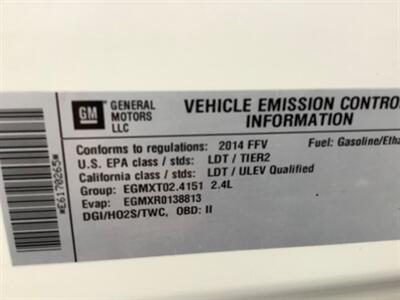 GM
GENERAL MOTORS LLC
VEHICLE EMISSION CONTROL
INFORMATION
Conforms to regulations: 2014 FFV Fuel: Gasoline/Etha
U.S. EPA class / stds: LDT / TIER2
California class / stds: LDT / ULEV Qualified
Group: EGMXT02.4151 2.4L
Evap: EGMXR0138813
DGI/HO2S/TWC, OBD: II
*E6170265*